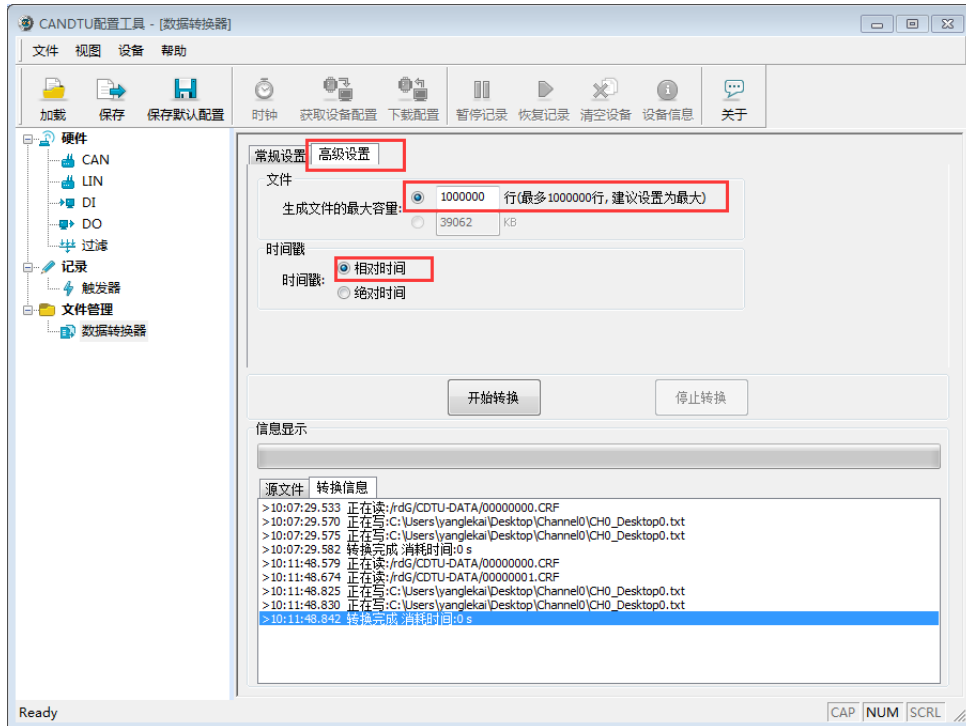 CANDTU配置工具 - [数据转换器]
文件 视图 设备 帮助
加载 保存 保存默认配置 时钟 获取设备配置 下载配置 暂停记录 恢复记录 清空设备 设备信息 关于
硬件
CAN
LIN
DI
DO
过滤
记录
触发器
文件管理
数据转换器
常规设置 高级设置
文件
生成文件的最大容量: 1000000 行(最多1000000行, 建议设置为最大)
39062 KB
时间戳
时间戳: 相对时间
绝对时间
开始转换 停止转换
信息显示
源文件 转换信息
>10:07:29.533 正在读:/rdG/CDTU-DATA/00000000.CRF
>10:07:29.570 正在写:C:\Users\yanglekai\Desktop\Channel0\CH0_Desktop0.txt
>10:07:29.575 正在写:C:\Users\yanglekai\Desktop\Channel0\CH0_Desktop0.txt
>10:07:29.582 转换完成 消耗时间:0 s
>10:11:48.579 正在读:/rdG/CDTU-DATA/00000000.CRF
>10:11:48.674 正在读:/rdG/CDTU-DATA/00000001.CRF
>10:11:48.825 正在写:C:\Users\yanglekai\Desktop\Channel0\CH0_Desktop0.txt
>10:11:48.830 正在写:C:\Users\yanglekai\Desktop\Channel0\CH0_Desktop0.txt
>10:11:48.842 转换完成 消耗时间:0 s
Ready CAP NUM SCRL